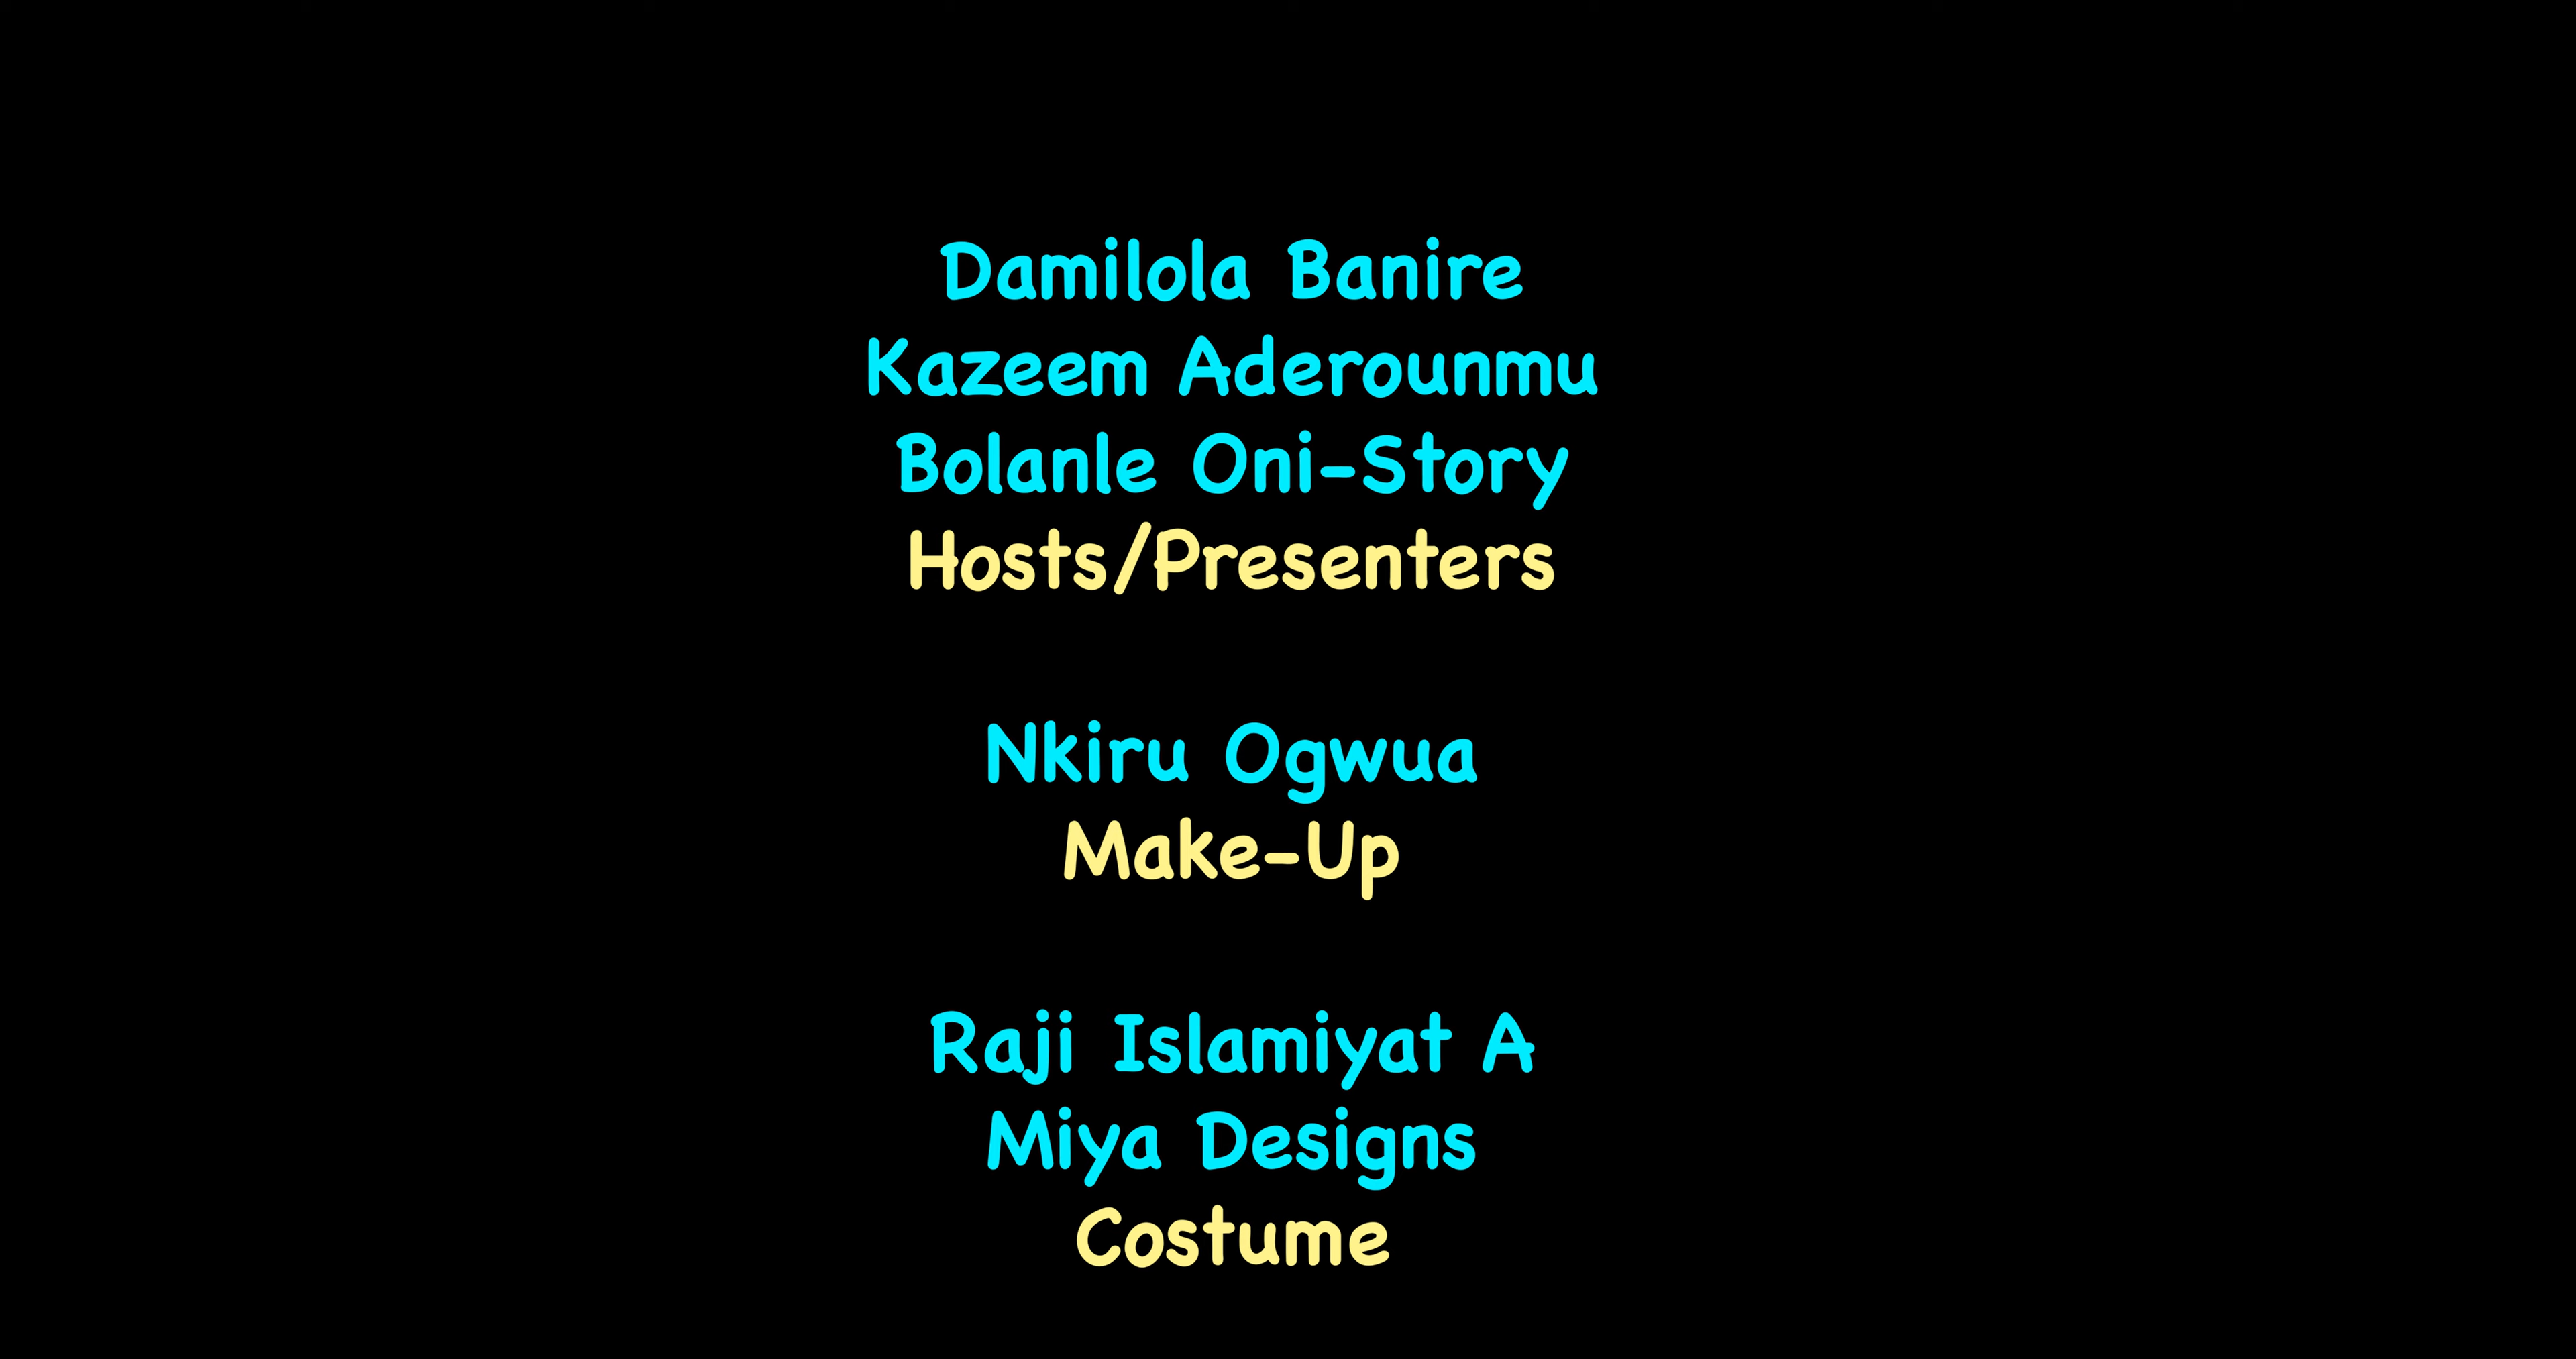 Damilola Banire
Kazeem Aderounmu
Bolanle Oni-Story
Hosts/Presenters
Nkiru Ogwua
Make-Up
Raji Islamiyat A
Miya Designs
Costume